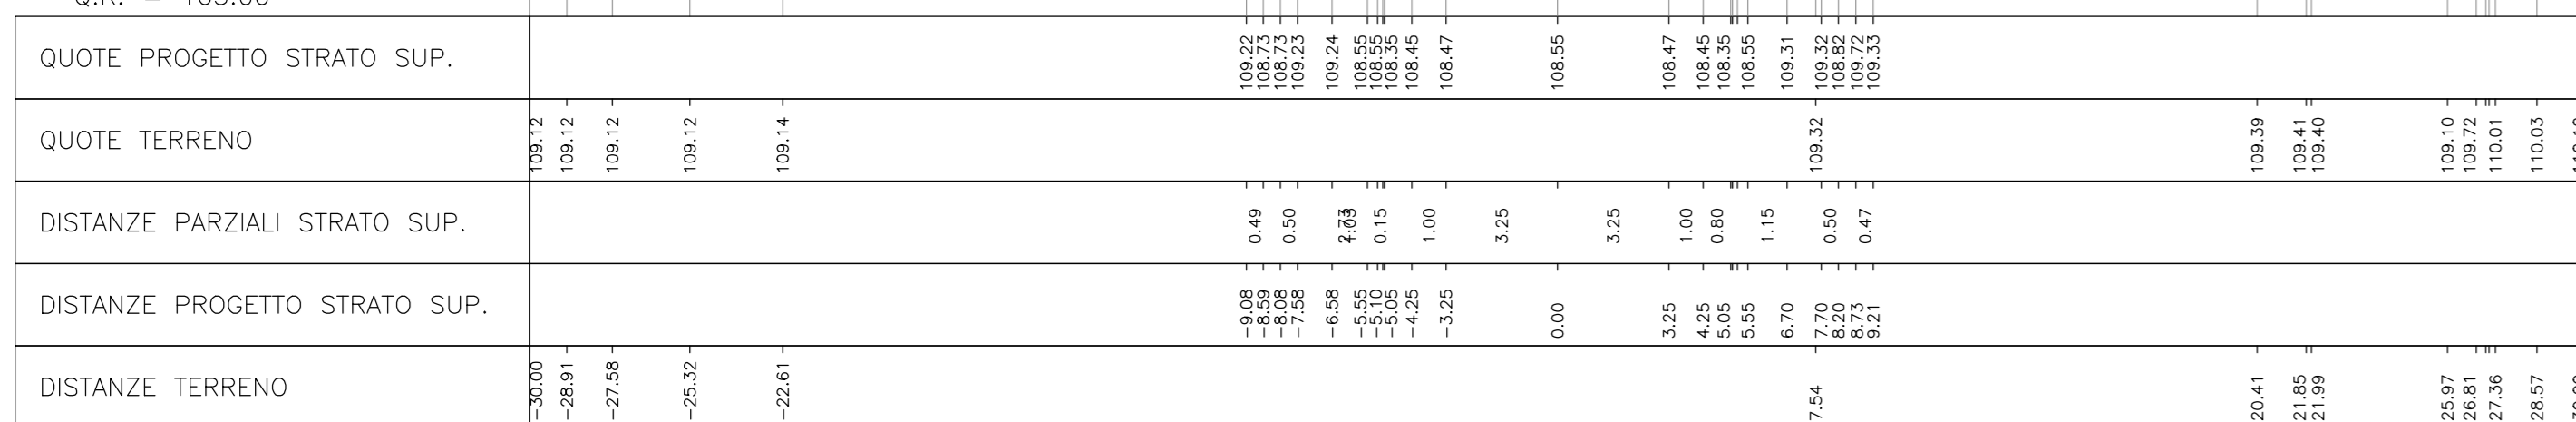 QUOTE PROGETTO STRATO SUP. 109.22 108.73 108.73 109.23 109.24 108.55 108.55 108.35 108.45 108.47 108.55 108.47 108.45 108.35 108.55 109.31 109.32 108.82 109.72 109.33
QUOTE TERRENO 109.12 109.12 109.12 109.12 109.14 109.32 109.39 109.41 109.40 109.10 109.72 110.01 110.03
DISTANZE PARZIALI STRATO SUP. 0.49 0.50 0.15 1.00 3.25 3.25 1.00 0.80 1.15 0.50 0.47
DISTANZE PROGETTO STRATO SUP. -9.08 -8.59 -8.08 -7.58 -6.58 -5.55 -5.10 -5.05 -4.25 -3.25 0.00 3.25 4.25 5.05 5.55 6.70 7.70 8.20 8.73 9.21
DISTANZE TERRENO -30.00 -28.91 -27.58 -25.32 -22.61 7.54 20.41 21.85 21.99 25.97 26.81 27.36 28.57